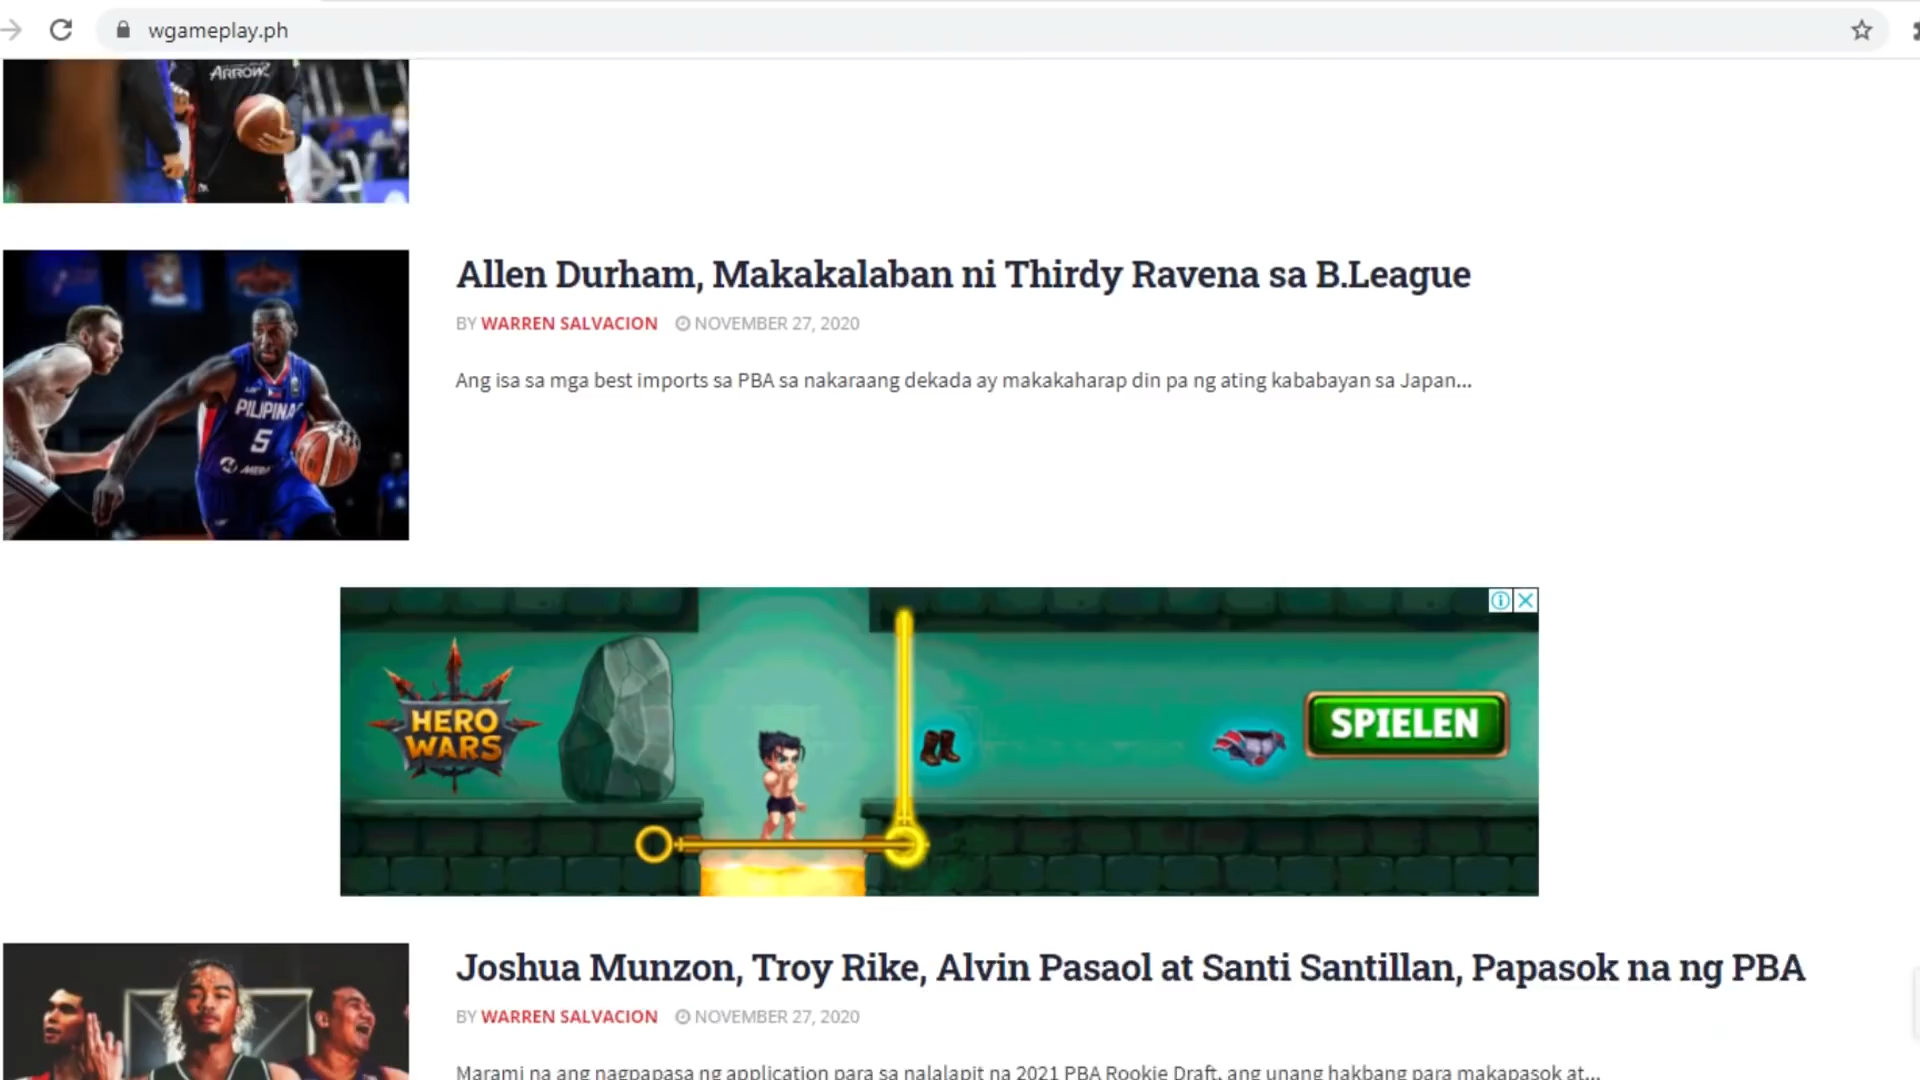 wgameplay.ph
ARROWZ
Allen Durham, Makakalaban ni Thirdy Ravena sa B.League
BY WARREN SALVACION NOVEMBER 27, 2020
Ang isa sa mga best imports sa PBA sa nakaraang dekada ay makakaharap din pa ng ating kababayan sa Japan...
PILIPINAS
5
HERO
WARS
SPIELEN
Joshua Munzon, Troy Rike, Alvin Pasaol at Santi Santillan, Papasok na ng PBA
BY WARREN SALVACION NOVEMBER 27, 2020
Marami na ang nagpapasa ng application para sa nalalapit na 2021 PBA Rookie Draft, ang unang hakbang para makapasok at...